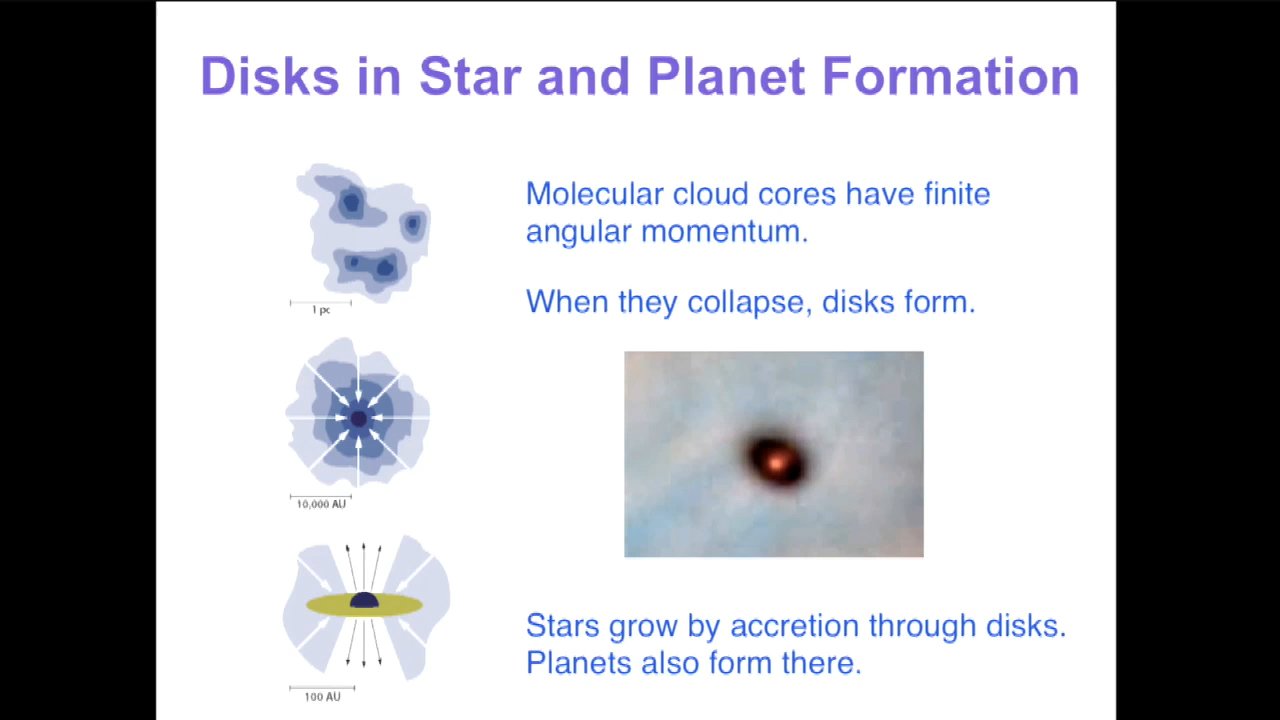 Disks in Star and Planet Formation
Molecular cloud cores have finite
angular momentum.
When they collapse, disks form.
1 pc
10,000 AU
Stars grow by accretion through disks.
Planets also form there.
100 AU